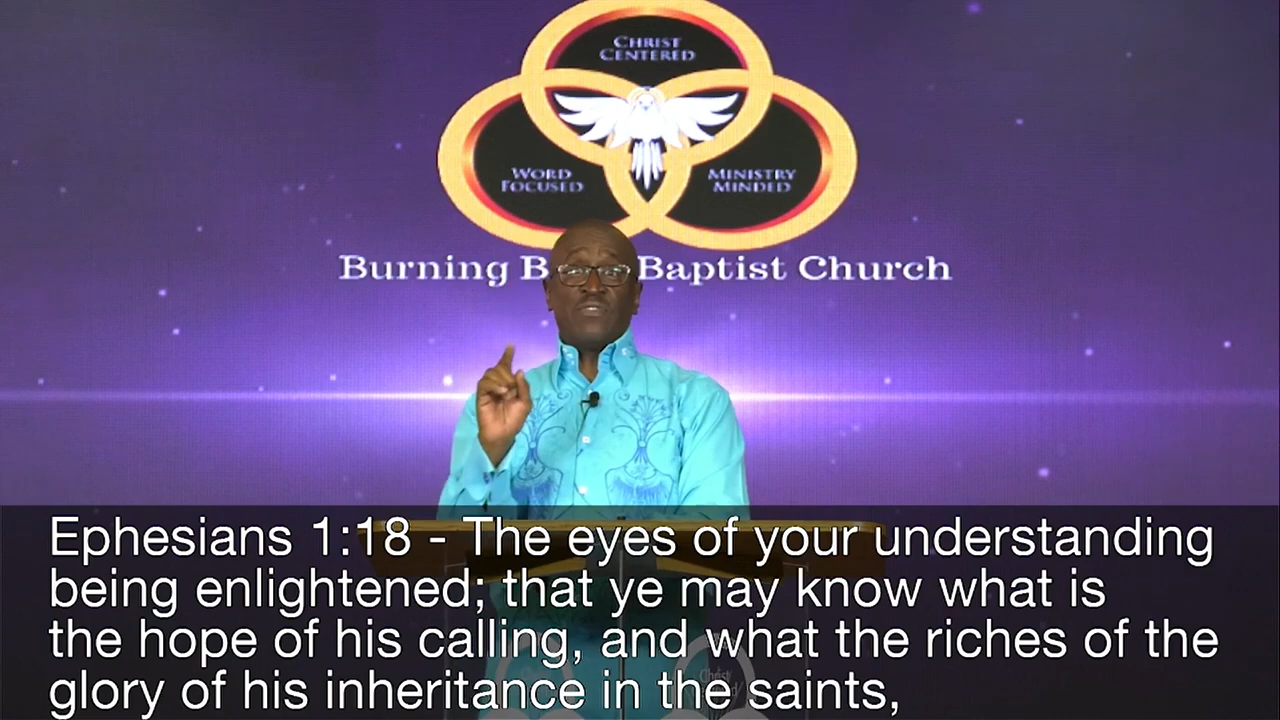 CHRIST
CENTERED
WORD
FOCUSED
MINISTRY
MINDED
Burning B Baptist Church
Ephesians 1:18 - The eyes of your understanding
being enlightened; that ye may know what is
the hope of his calling, and what the riches of the
glory of his inheritance in the saints,